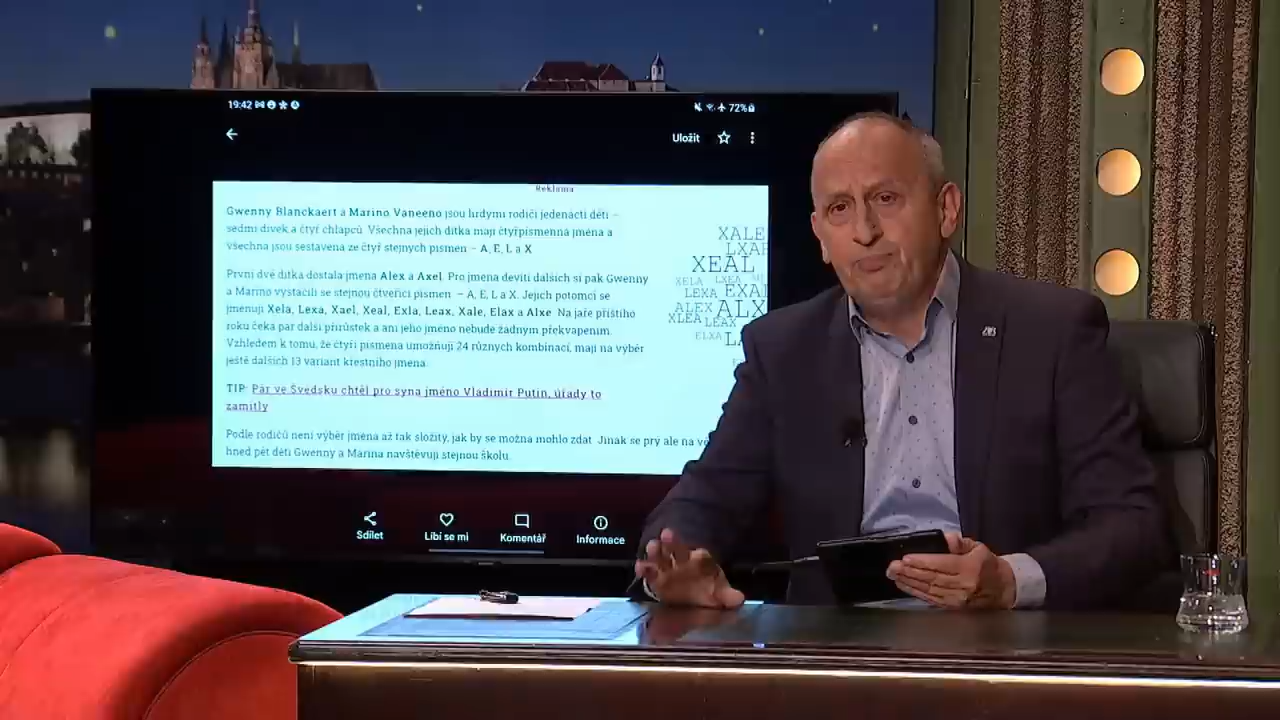 19:42
72%
Uložit
Reklama
Gwenny Blanckaert a Marino Vaneeno jsou hrdými rodiči jedenácti dětí –
sedmi dívek a čtyř chlapců. Všechna jejich dítka mají čtyřpísmenná jména a
všechna jsou sestavena ze čtyř stejných písmen – A, E, L a X
První dvě dítka dostala jména Alex a Axel. Pro jména devíti dalších si pak Gwenny
a Marino vystačili se stejnou čtveřicí písmen – A, E, L a X. Jejich potomci se
jmenují Xela, Lexa, Xael, Xeal, Exla, Leax, Xale, Elax a Alxe. Na jaře příštího
roku čeká pár další přírůstek a ani jeho jméno nebude žádným překvapením.
Vzhledem k tomu, že čtyři písmena umožňují 24 různých kombinací, mají na výběr
ještě dalších 13 variant křestního jména.
TIP: Pár ve Švédsku chtěl pro syna jméno Vladimir Putin, úřady to
zamítly
Podle rodičů není výběr jména až tak složitý, jak by se možná mohlo zdát. Jinak se prý ale na vě
hned pět dětí Gwenny a Marina navštěvují stejnou školu.
XALE
LXAE
XEAL
XELA LXEA
LEXA EXAL
ALEX ALX
XLEA LEAX
ELXA
Sdílet
Líbí se mi
Komentář
Informace